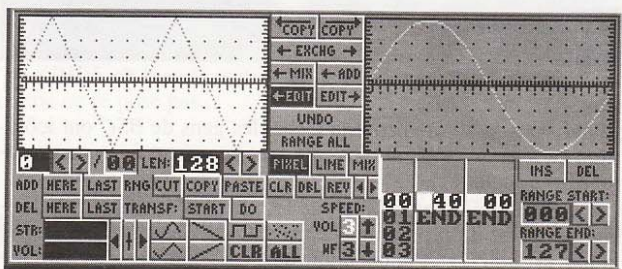 COPY COPY
← EXCHG →
← MIX ← ADD
←EDIT EDIT→
UNDO
RANGE ALL
0 < > / 00 LEN: 128 < > PIXEL LINE MIX INS DEL
ADD HERE LAST RNG CUT COPY PASTE CLR DBL REV
DEL HERE LAST TRANSF: START DO SPEED: 00 40 00 RANGE START:
01 END END 000 < >
STR: VOL 3 02 RANGE END:
VOL: CLR ALL WF 3 03 127 < >